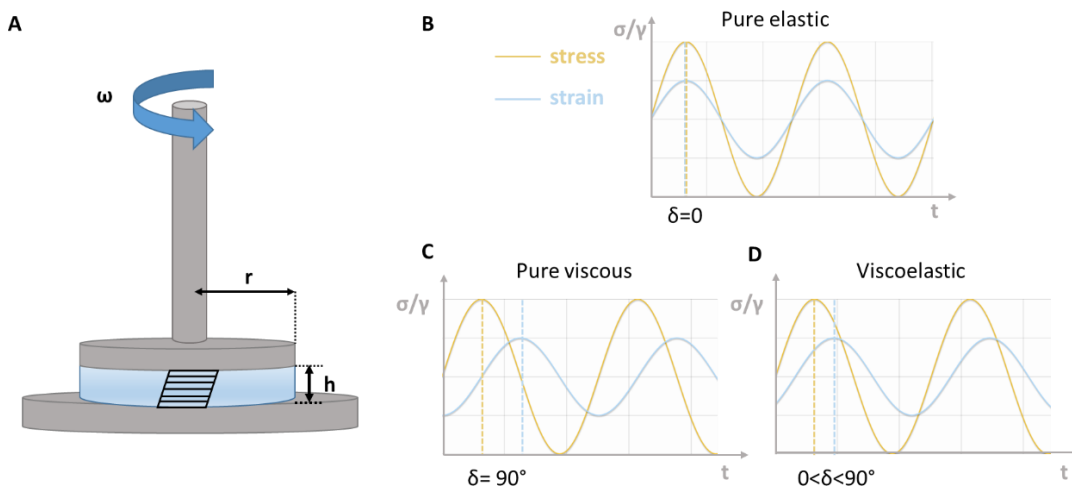 A
ω
r
h
B
Pure elastic
σ/γ
stress
strain
t
δ=0
C
Pure viscous
σ/γ
t
δ= 90°
D
Viscoelastic
σ/γ
t
0<δ<90°